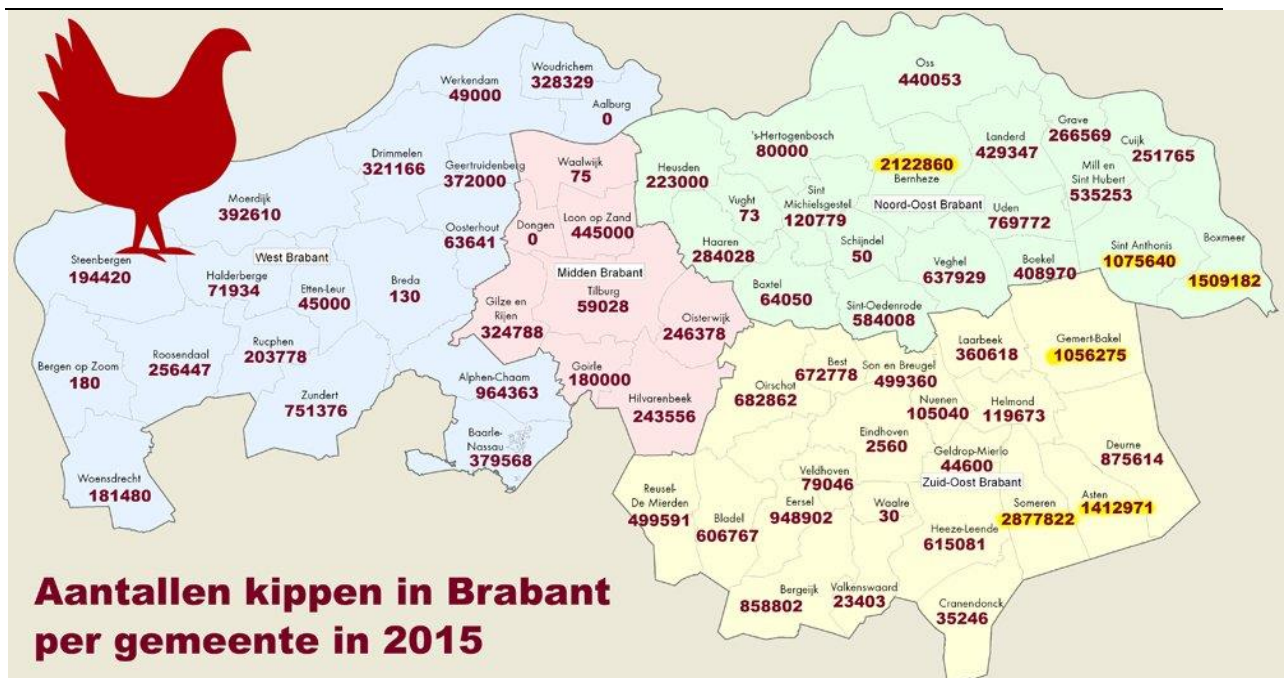 Woudrichem
328329
Werkendam
49000
Aalburg
0
Drimmelen
321166
Geertruidenberg
372000
Moerdijk
392610
Oosterhout
63641
Steenbergen
194420
West Brabant
Halderberge
71934
Etten-Leur
45000
Breda
130
Bergen op Zoom
180
Roosendaal
256447
Rucphen
203778
Zundert
751376
Alphen-Chaam
964363
Baarle-
Nassau
379568
Woensdrecht
181480
Waalwijk
75
Dongen
0
Loon op Zand
445000
Midden Brabant
Tilburg
59028
Gilze en
Rijen
324788
Oisterwijk
246378
Goirle
180000
Hilvarenbeek
243556
Oss
440053
's-Hertogenbosch
80000
Heusden
223000
2122860
Bernheze
Landerd
429347
Grave
266569
Cuijk
251765
Mill en
Sint Hubert
535253
Vught
73
Sint
Michielsgestel
120779
Noord-Oost Brabant
Uden
769772
Haaren
284028
Schijndel
50
Veghel
637929
Boekel
408970
Sint Anthonis
1075640
Boxmeer
1509182
Boxtel
64050
Sint-Oedenrode
584008
Laarbeek
360618
Gemert-Bakel
1056275
Best
672778
Son en Breugel
499360
Oirschot
682862
Nuenen
105040
Helmond
119673
Eindhoven
2560
Geldrop-Mierlo
44600
Deurne
875614
Zuid-Oost Brabant
Veldhoven
79046
Reusel-
De Mierden
499591
Bladel
606767
Eersel
948902
Waalre
30
Someren
2877822
Asten
1412971
Heeze-Leende
615081
Bergeijk
858802
Valkenswaard
23403
Cranendonck
35246
Aantallen kippen in Brabant
per gemeente in 2015